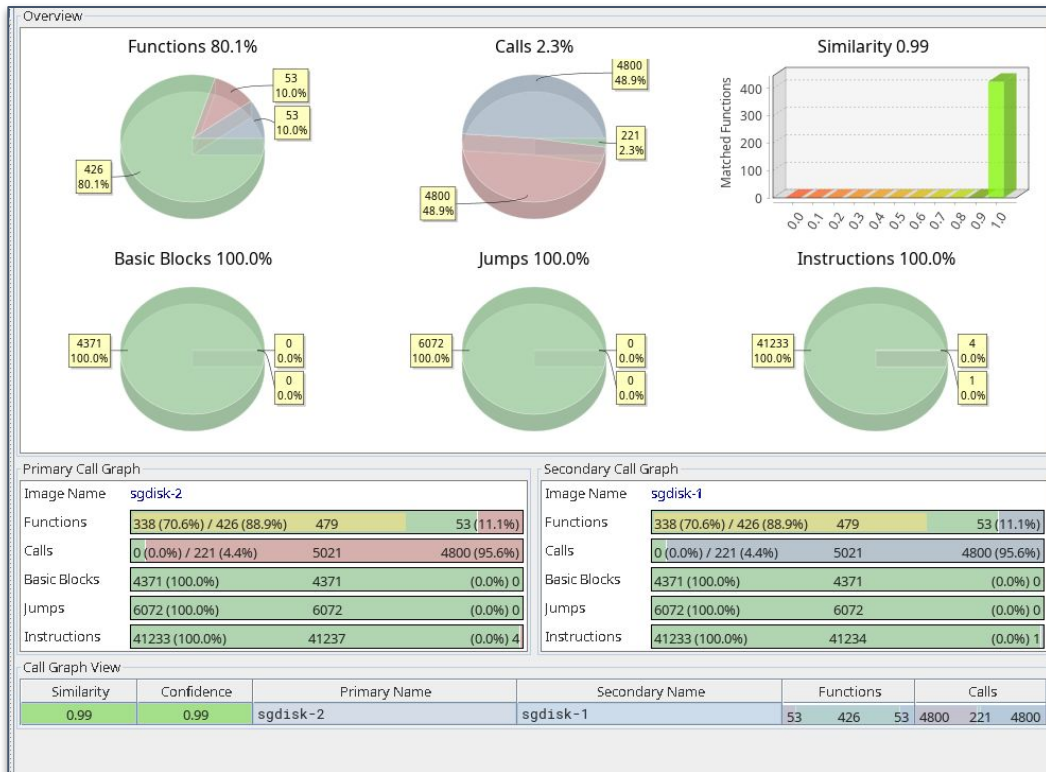 Overview
Functions 80.1%
Calls 2.3%
Similarity 0.99
53
10.0%
53
10.0%
426
80.1%
4800
48.9%
221
2.3%
4800
48.9%
Matched Functions
400
300
200
100
0
0.0 0.1 0.2 0.3 0.4 0.5 0.6 0.7 0.8 0.9 1.0
Basic Blocks 100.0%
Jumps 100.0%
Instructions 100.0%
4371
100.0%
0
0.0%
0
0.0%
6072
100.0%
0
0.0%
0
0.0%
41233
100.0%
4
0.0%
1
0.0%
Primary Call Graph
Image Name sgdisk-2
Functions 338 (70.6%) / 426 (88.9%) 479 53 (11.1%)
Calls 0 (0.0%) / 221 (4.4%) 5021 4800 (95.6%)
Basic Blocks 4371 (100.0%) 4371 (0.0%) 0
Jumps 6072 (100.0%) 6072 (0.0%) 0
Instructions 41233 (100.0%) 41237 (0.0%) 4
Secondary Call Graph
Image Name sgdisk-1
Functions 338 (70.6%) / 426 (88.9%) 479 53 (11.1%)
Calls 0 (0.0%) / 221 (4.4%) 5021 4800 (95.6%)
Basic Blocks 4371 (100.0%) 4371 (0.0%) 0
Jumps 6072 (100.0%) 6072 (0.0%) 0
Instructions 41233 (100.0%) 41234 (0.0%) 1
Call Graph View
Similarity Confidence Primary Name Secondary Name Functions Calls
0.99 0.99 sgdisk-2 sgdisk-1 53 426 53 4800 221 4800